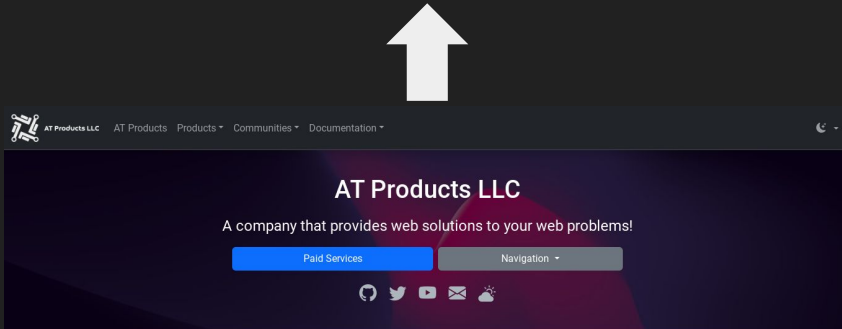 AT Products LLC AT Products Products Communities Documentation
AT Products LLC
A company that provides web solutions to your web problems!
Paid Services Navigation